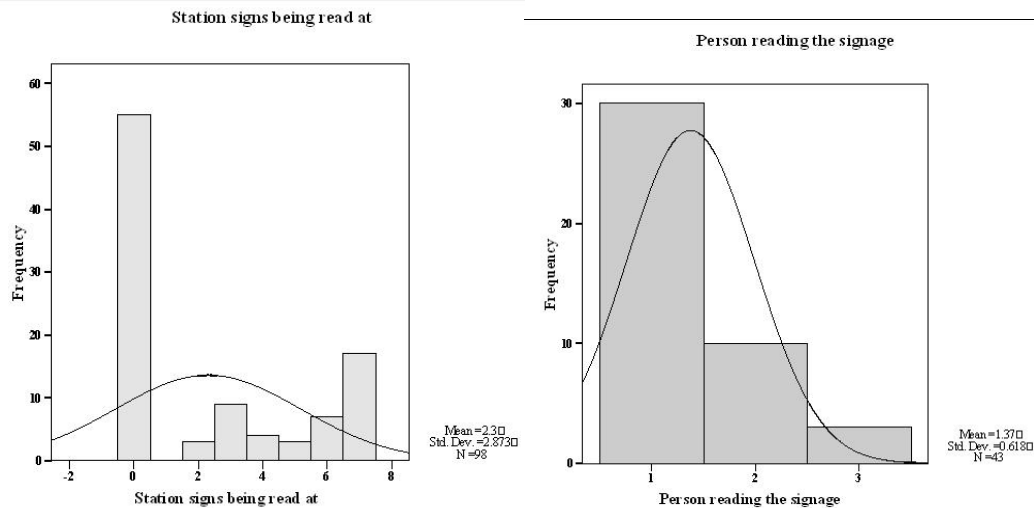 Station signs being read at
60
50
40
30
20
10
0
Frequency
-2 0 2 4 6 8
Station signs being read at
Mean =2.3
Std. Dev. =2.873
N =98
Person reading the signage
30
20
10
0
Frequency
1 2 3
Person reading the signage
Mean =1.37
Std. Dev. =0.618
N =43